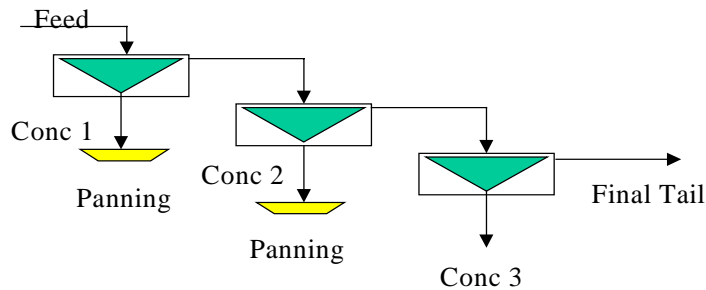 Feed
Conc 1
Panning
Conc 2
Panning
Final Tail
Conc 3